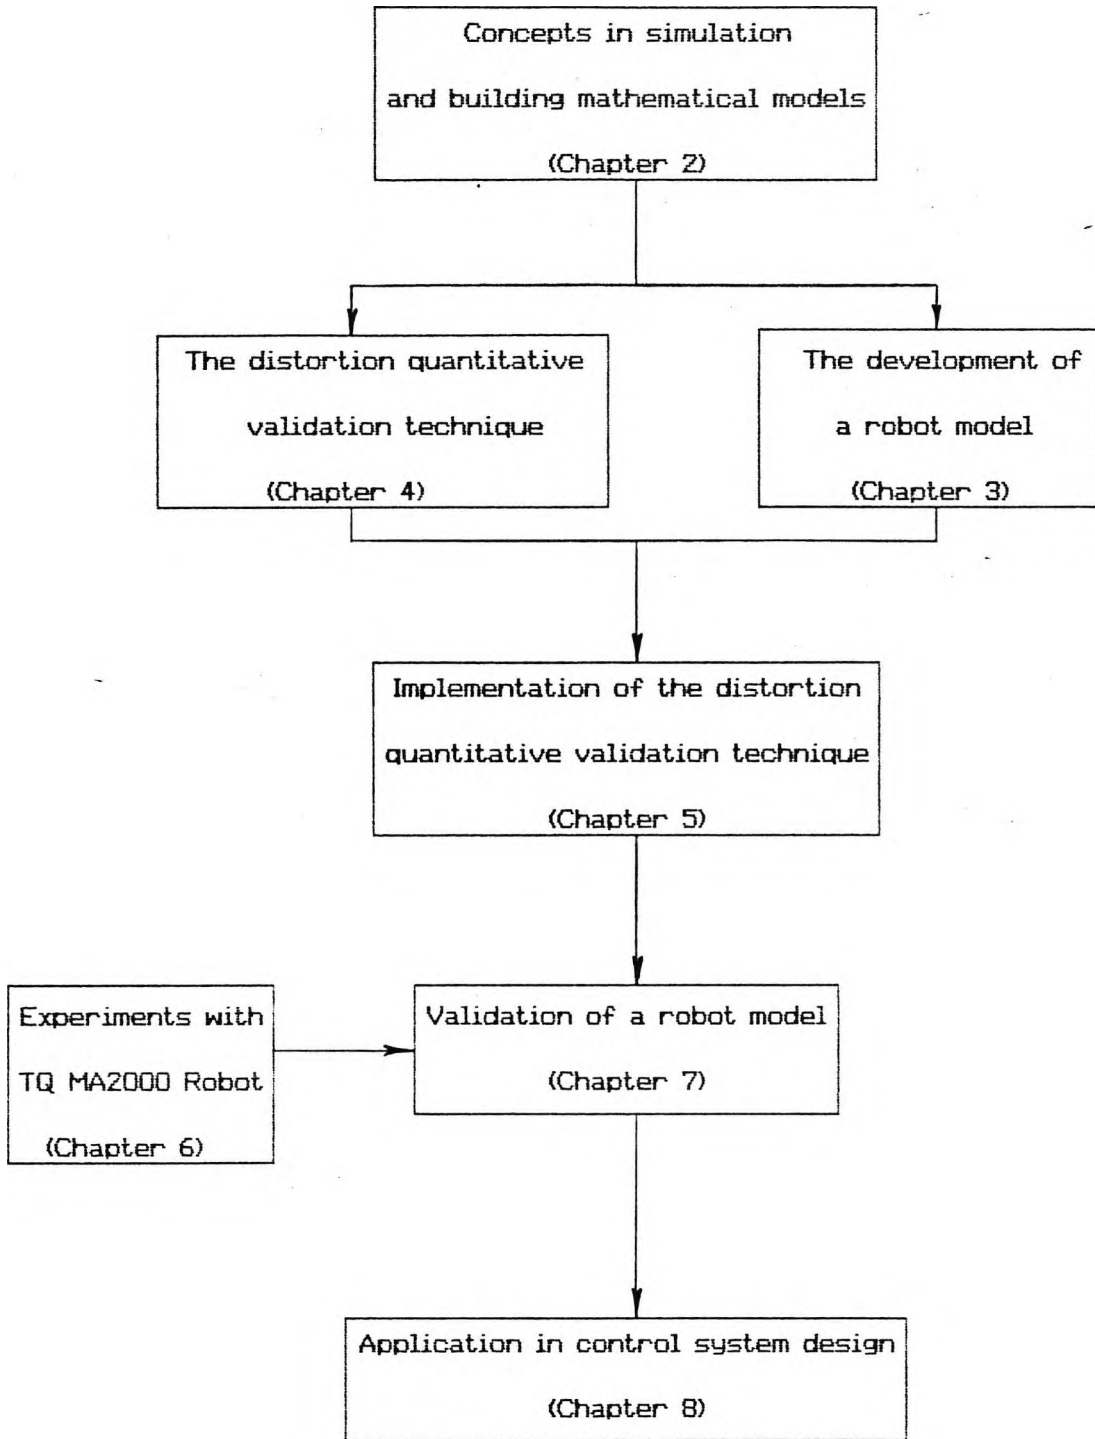 Concepts in simulation
and building mathematical models
(Chapter 2)
The distortion quantitative
validation technique
(Chapter 4)
The development of
a robot model
(Chapter 3)
Implementation of the distortion
quantitative validation technique
(Chapter 5)
Experiments with
TQ MA2000 Robot
(Chapter 6)
Validation of a robot model
(Chapter 7)
Application in control system design
(Chapter 8)